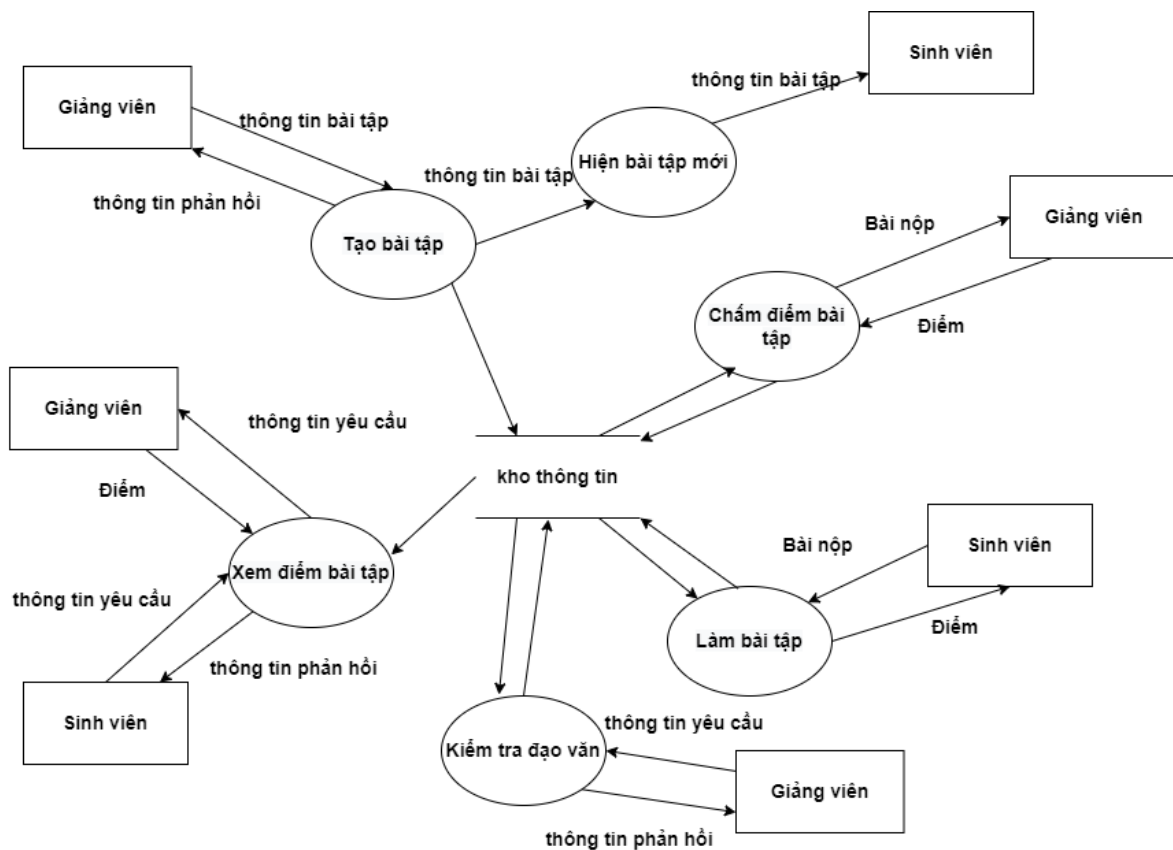 Sinh viên
thông tin bài tập
Giảng viên
thông tin bài tập
Hiện bài tập mới
thông tin bài tập
thông tin phản hồi
Tạo bài tập
Bài nộp
Giảng viên
Chấm điểm bài
tập
Điểm
Giảng viên
thông tin yêu cầu
kho thông tin
Điểm
Bài nộp
Sinh viên
Xem điểm bài tập
thông tin yêu cầu
Làm bài tập
Điểm
thông tin phản hồi
Sinh viên
thông tin yêu cầu
Kiểm tra đạo văn
Giảng viên
thông tin phản hồi